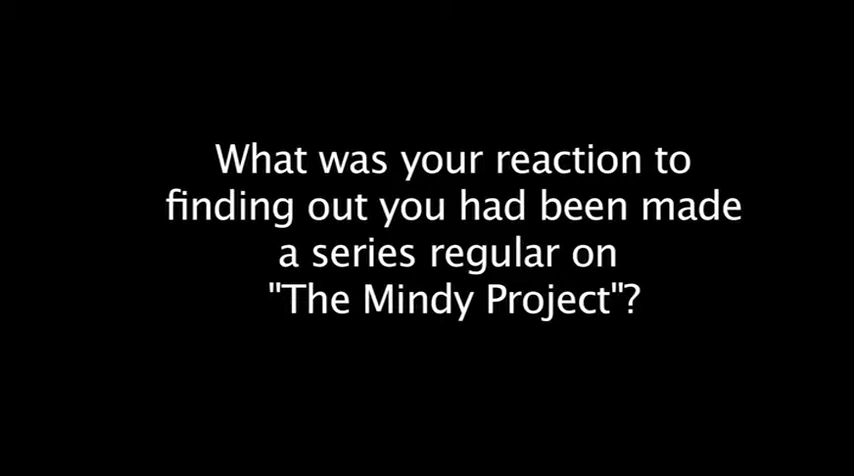 What was your reaction to
finding out you had been made
a series regular on
"The Mindy Project"?